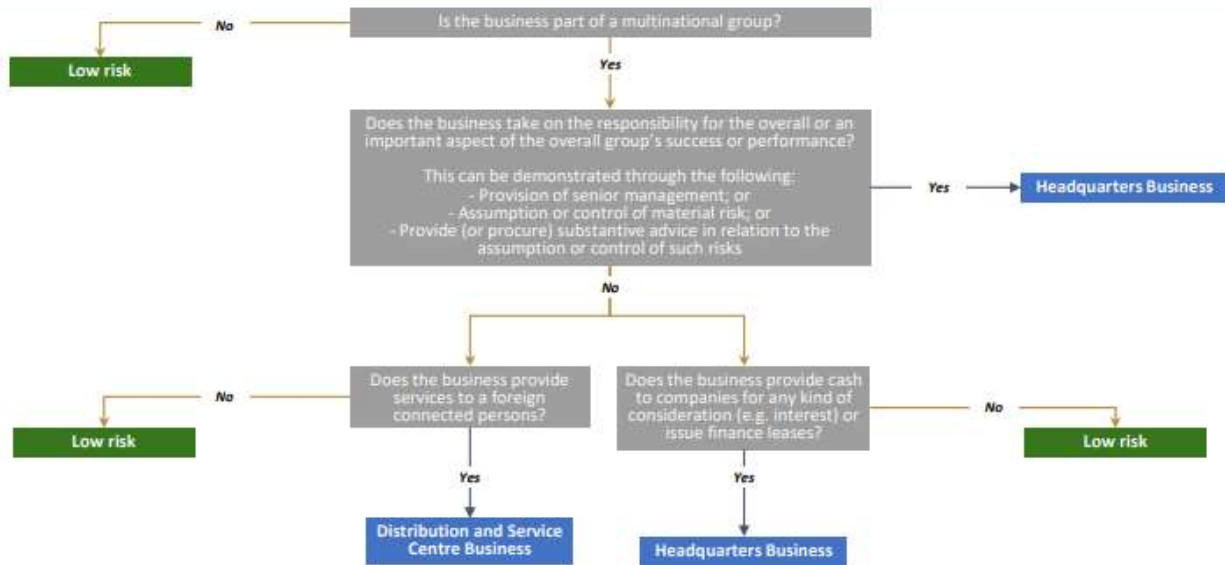 Is the business part of a multinational group?
No
Low risk
Yes
Does the business take on the responsibility for the overall or an
important aspect of the overall group's success or performance?
This can be demonstrated through the following:
- Provision of senior management; or
- Assumption or control of material risk; or
- Provide (or procure) substantive advice in relation to the
assumption or control of such risks
Yes
Headquarters Business
No
Does the business provide
services to a foreign
connected persons?
No
Low risk
Yes
Distribution and Service
Centre Business
Does the business provide cash
to companies for any kind of
consideration (e.g. interest) or
issue finance leases?
No
Low risk
Yes
Headquarters Business